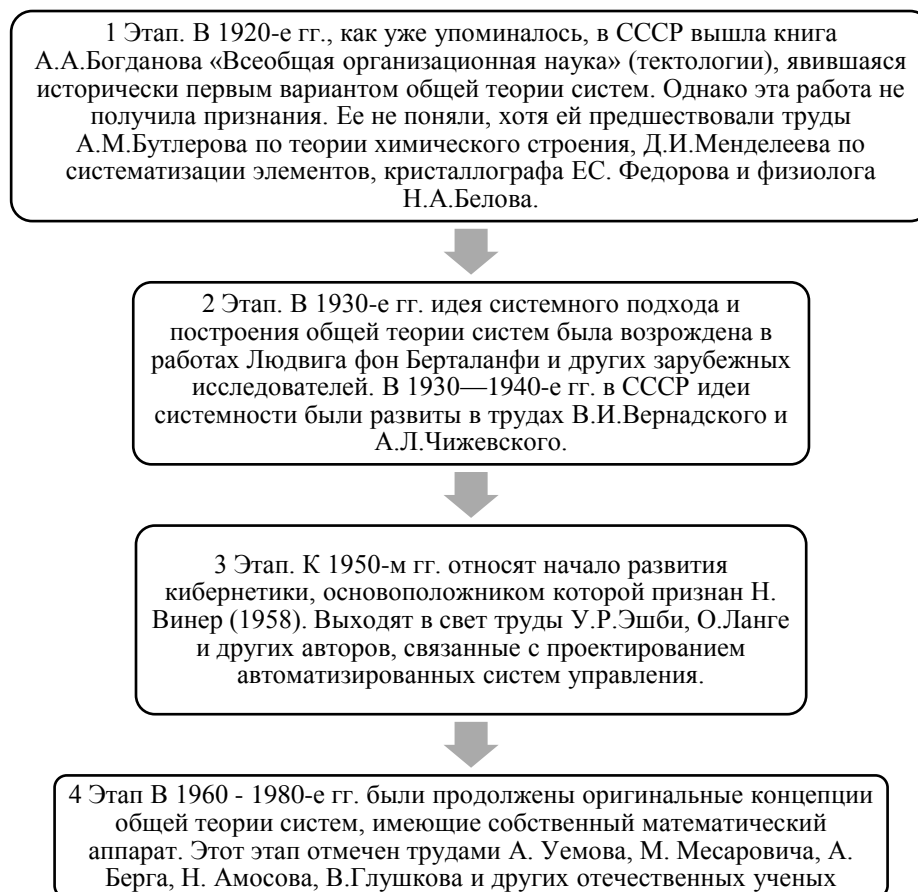 1 Этап. В 1920-е гг., как уже упоминалось, в СССР вышла книга
А.А.Богданова «Всеобщая организационная наука» (тектологии), явившаяся
исторически первым вариантом общей теории систем. Однако эта работа не
получила признания. Ее не поняли, хотя ей предшествовали труды
А.М.Бутлерова по теории химического строения, Д.И.Менделеева по
систематизации элементов, кристаллографа ЕС. Федорова и физиолога
Н.А.Белова.
2 Этап. В 1930-е гг. идея системного подхода и
построения общей теории систем была возрождена в
работах Людвига фон Берталанфи и других зарубежных
исследователей. В 1930—1940-е гг. в СССР идеи
системности были развиты в трудах В.И.Вернадского и
А.Л.Чижевского.
3 Этап. К 1950-м гг. относят начало развития
кибернетики, основоположником которой признан Н.
Винер (1958). Выходят в свет труды У.Р.Эшби, О.Ланге
и других авторов, связанные с проектированием
автоматизированных систем управления.
4 Этап В 1960 - 1980-е гг. были продолжены оригинальные концепции
общей теории систем, имеющие собственный математический
аппарат. Этот этап отмечен трудами А. Уемова, М. Месаровича, А.
Берга, Н. Амосова, В.Глушкова и других отечественных ученых